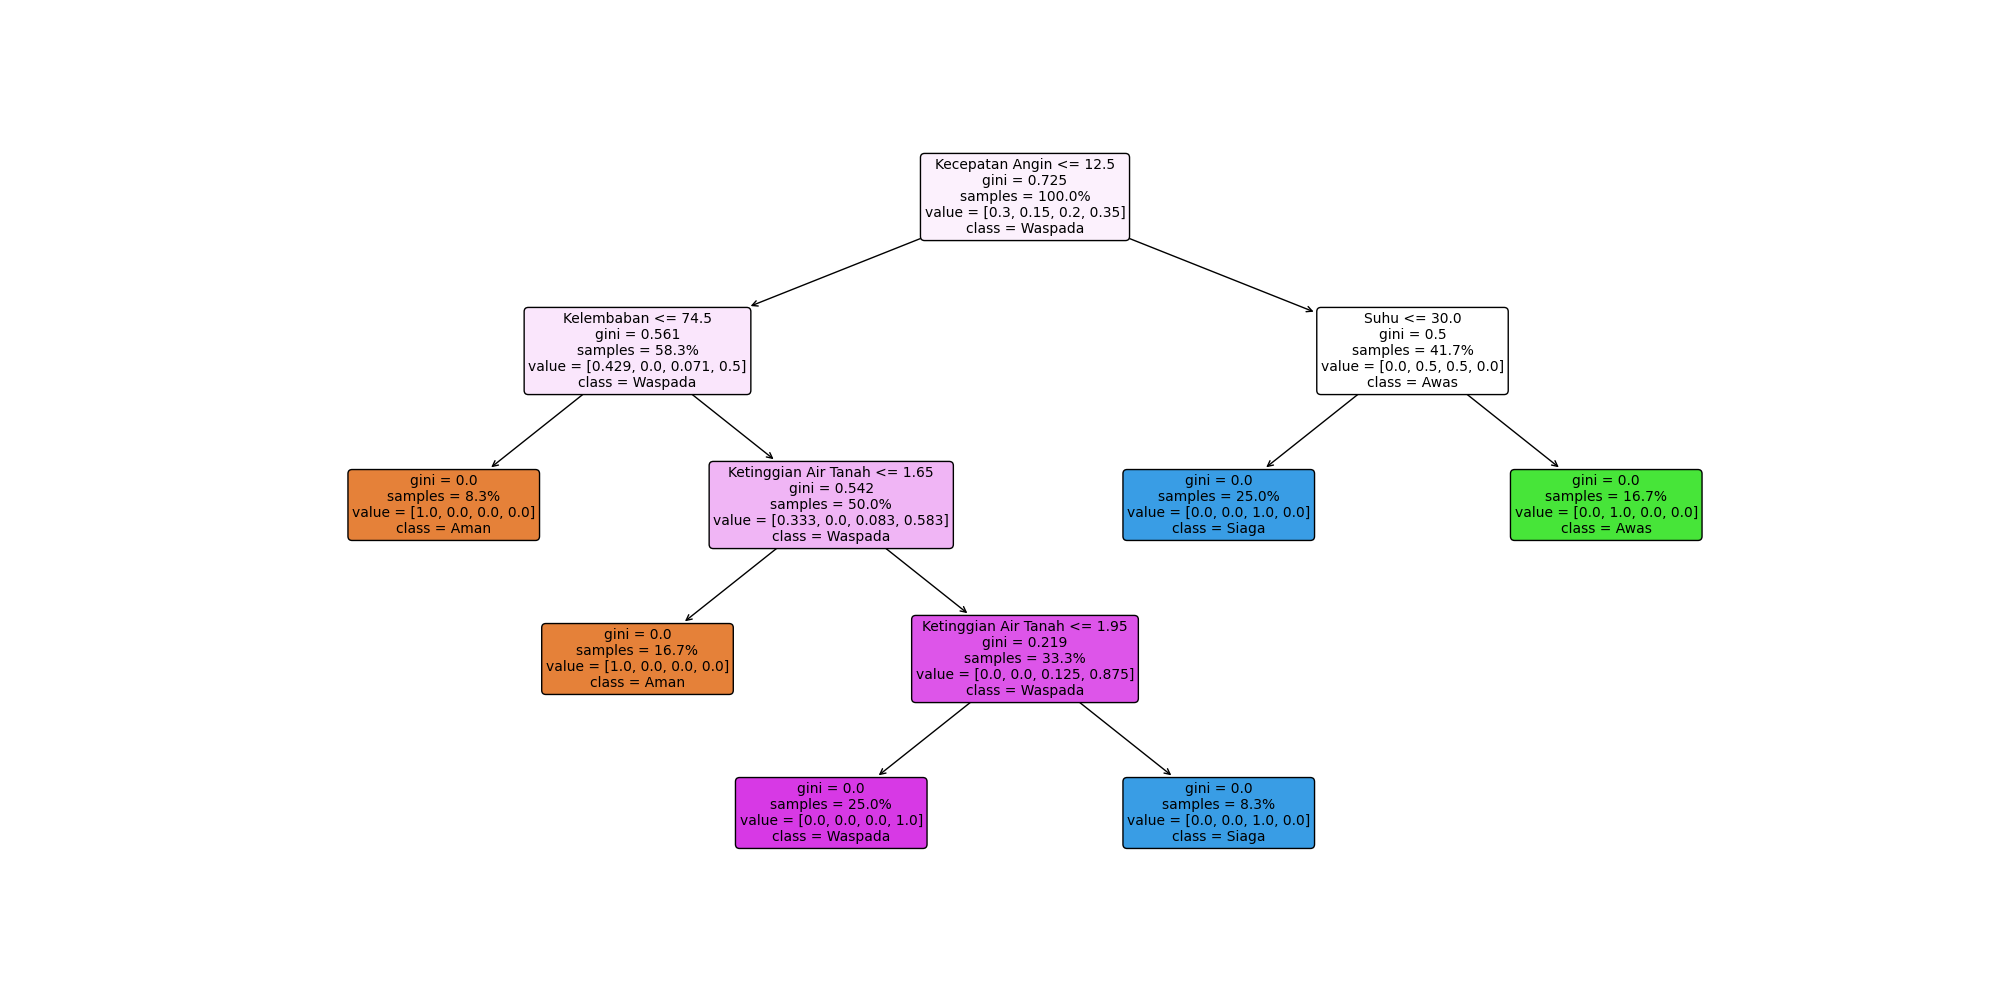 Kecepatan Angin <= 12.5
gini = 0.725
samples = 100.0%
value = [0.3, 0.15, 0.2, 0.35]
class = Waspada
Kelembaban <= 74.5
gini = 0.561
samples = 58.3%
value = [0.429, 0.0, 0.071, 0.5]
class = Waspada
Suhu <= 30.0
gini = 0.5
samples = 41.7%
value = [0.0, 0.5, 0.5, 0.0]
class = Awas
gini = 0.0
samples = 8.3%
value = [1.0, 0.0, 0.0, 0.0]
class = Aman
Ketinggian Air Tanah <= 1.65
gini = 0.542
samples = 50.0%
value = [0.333, 0.0, 0.083, 0.583]
class = Waspada
gini = 0.0
samples = 25.0%
value = [0.0, 0.0, 1.0, 0.0]
class = Siaga
gini = 0.0
samples = 16.7%
value = [0.0, 1.0, 0.0, 0.0]
class = Awas
gini = 0.0
samples = 16.7%
value = [1.0, 0.0, 0.0, 0.0]
class = Aman
Ketinggian Air Tanah <= 1.95
gini = 0.219
samples = 33.3%
value = [0.0, 0.0, 0.125, 0.875]
class = Waspada
gini = 0.0
samples = 25.0%
value = [0.0, 0.0, 0.0, 1.0]
class = Waspada
gini = 0.0
samples = 8.3%
value = [0.0, 0.0, 1.0, 0.0]
class = Siaga